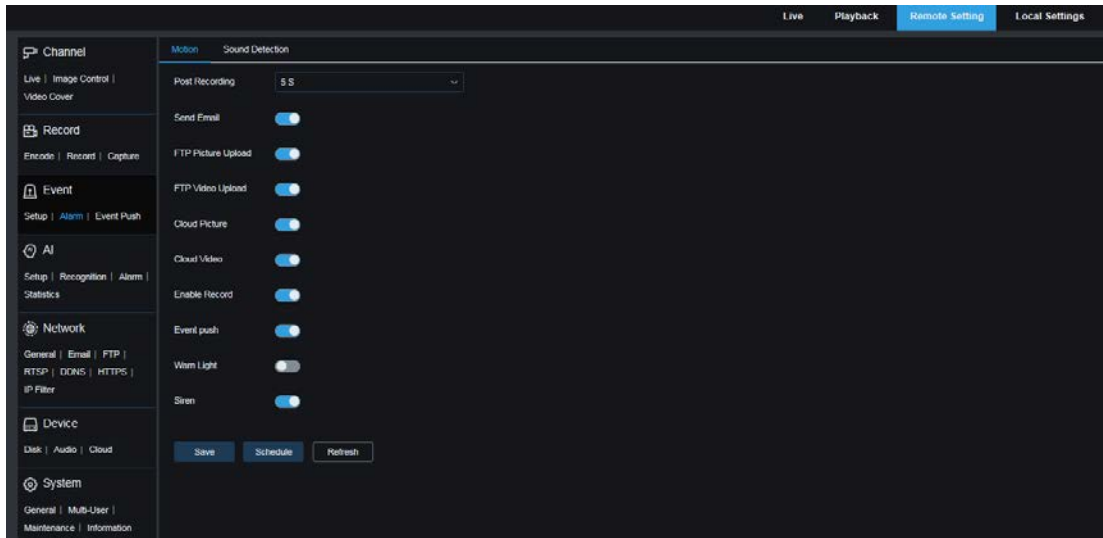 Live Playback Remote Setting Local Settings
Channel
Live | Image Control |
Video Cover
Record
Encode | Record | Capture
Event
Setup | Alarm | Event Push
AI
Setup | Recognition | Alarm |
Statistics
Network
General | Email | FTP |
RTSP | DDNS | HTTPS |
IP Filter
Device
Disk | Audio | Cloud
System
General | Multi-User |
Maintenance | Information
Motion Sound Detection
Post Recording 5 S
Send Email
FTP Picture Upload
FTP Video Upload
Cloud Picture
Cloud Video
Enable Record
Event push
Warn Light
Siren
Save Schedule Refresh